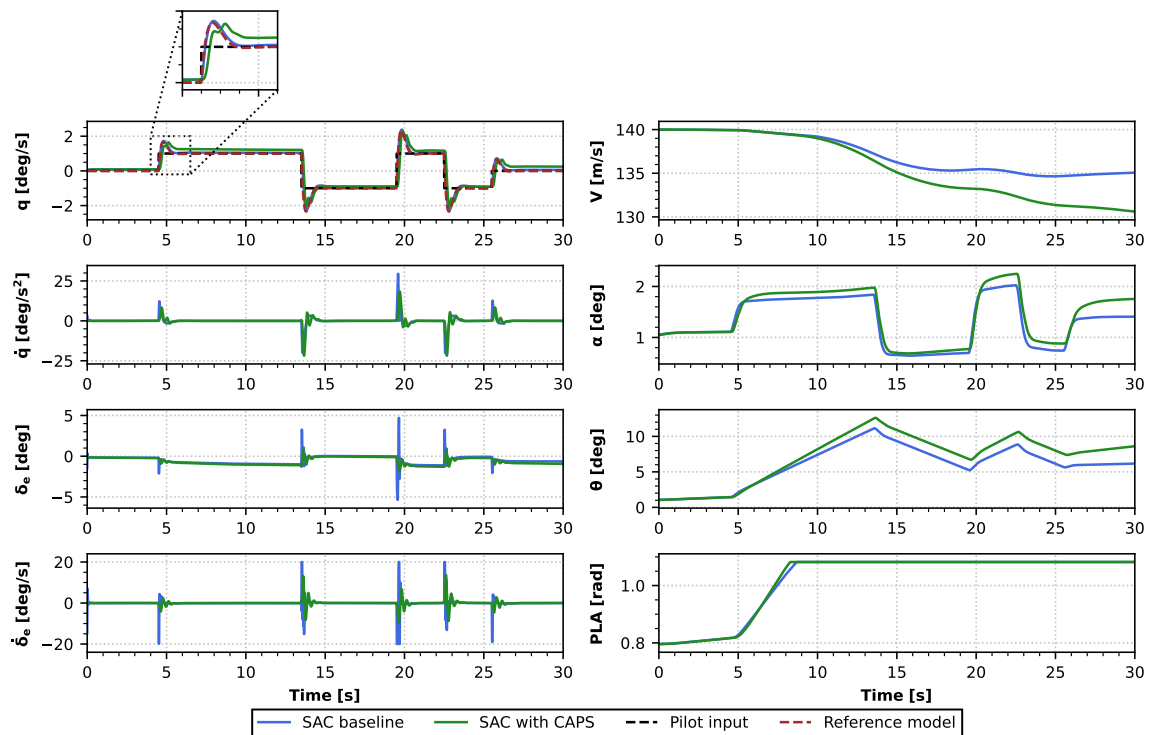 q [deg/s]
2
0
−2
0 5 10 15 20 25 30
V [m/s]
140
135
130
0 5 10 15 20 25 30
q̇ [deg/s²]
25
0
−25
0 5 10 15 20 25 30
α [deg]
2
1
0 5 10 15 20 25 30
δₑ [deg]
5
0
−5
0 5 10 15 20 25 30
θ [deg]
10
5
0
0 5 10 15 20 25 30
δ̇ₑ [deg/s]
20
0
−20
0 5 10 15 20 25 30
Time [s]
PLA [rad]
1.0
0.8
0 5 10 15 20 25 30
Time [s]
SAC baseline SAC with CAPS Pilot input Reference model